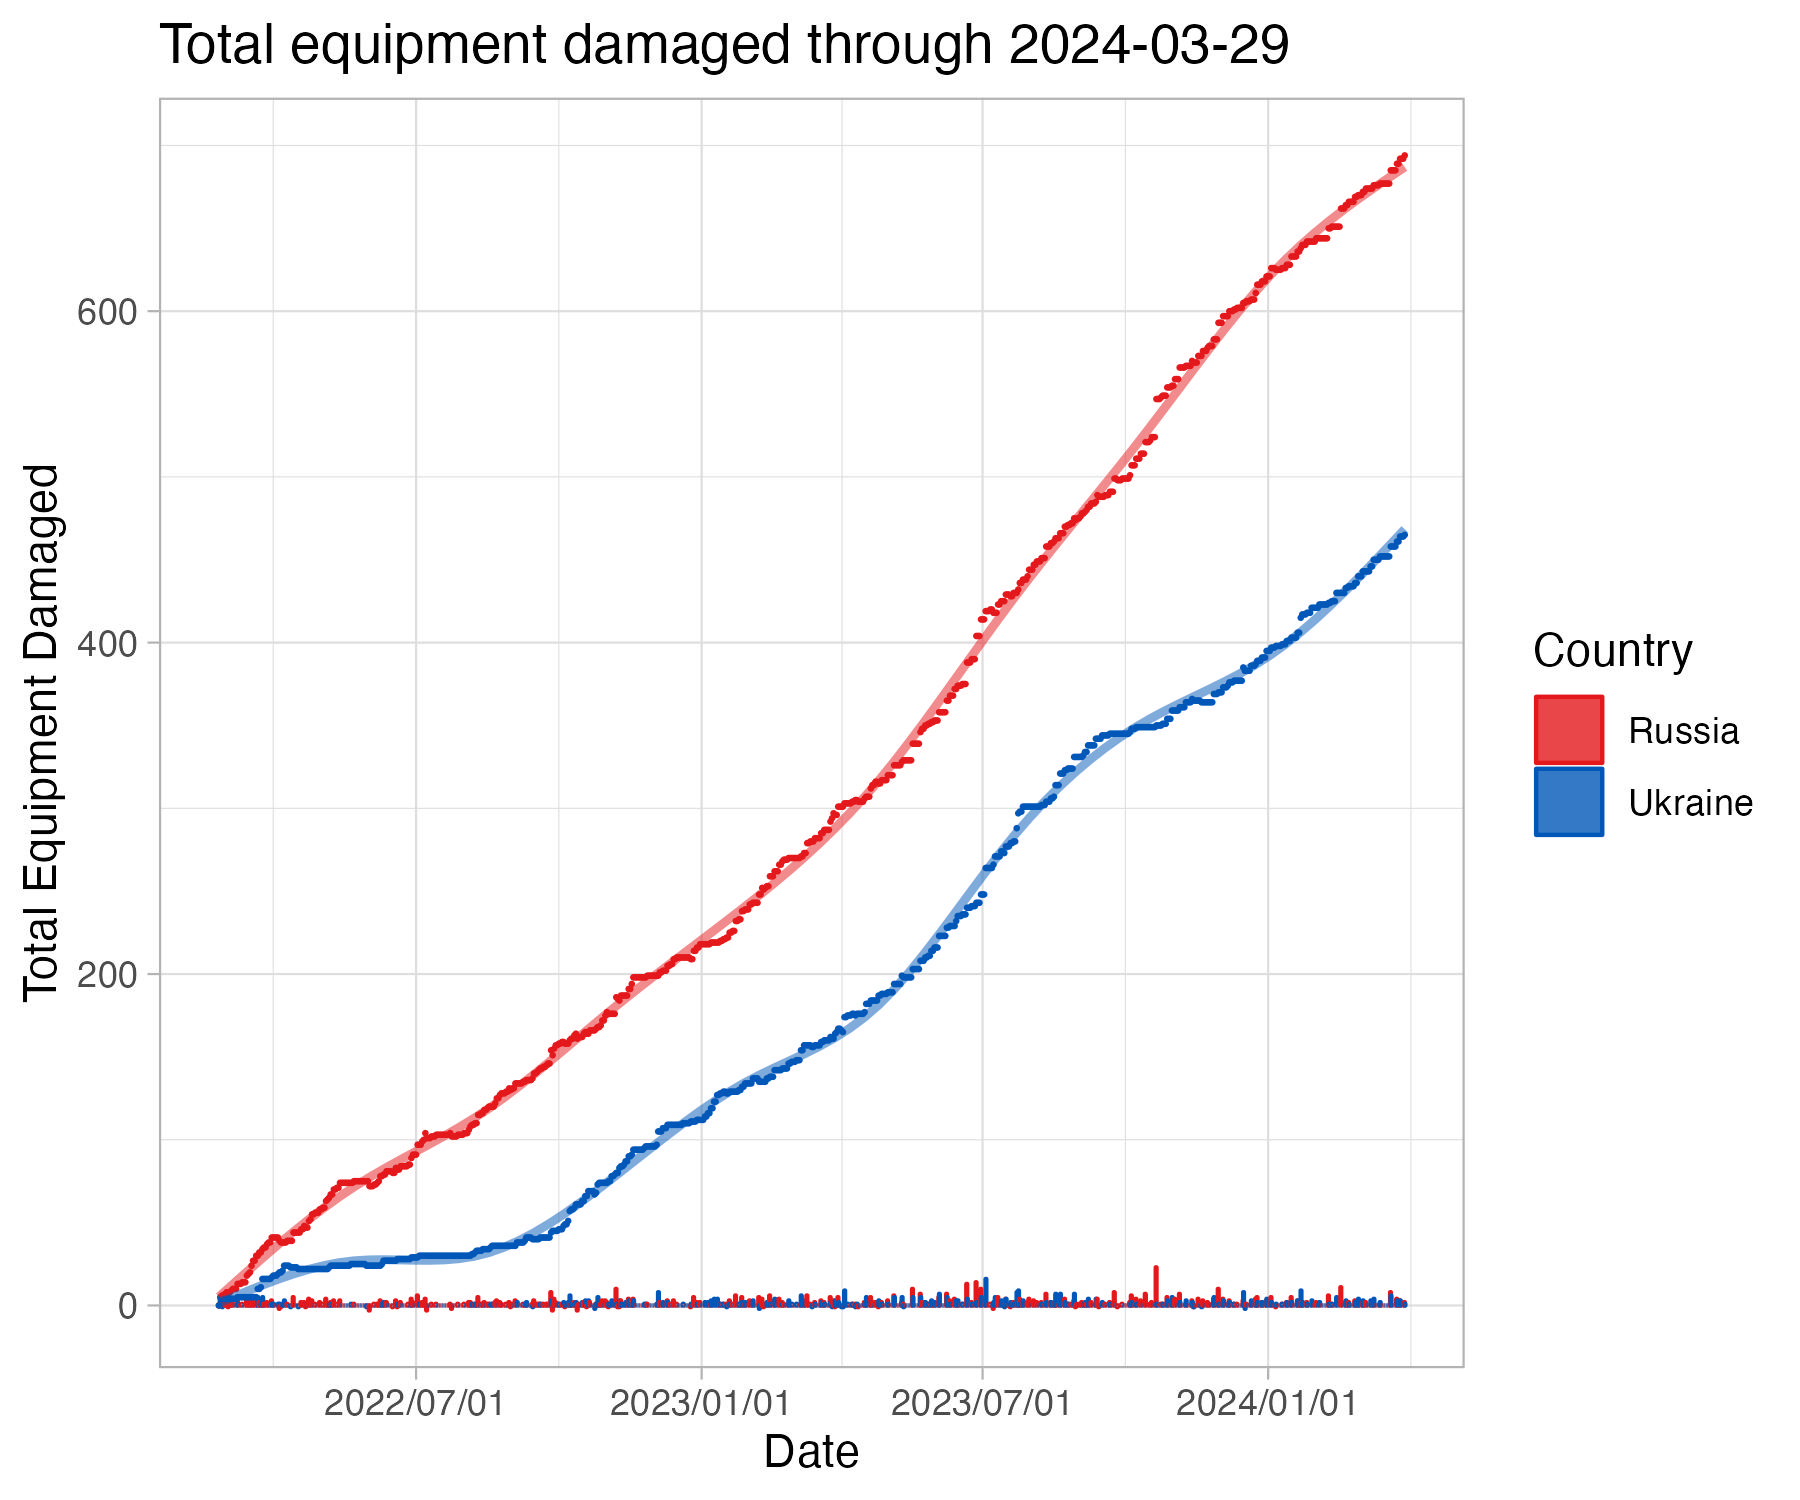 Total equipment damaged through 2024-03-29
Total Equipment Damaged
600
400
200
0
2022/07/01
2023/01/01
2023/07/01
2024/01/01
Date
Country
Russia
Ukraine